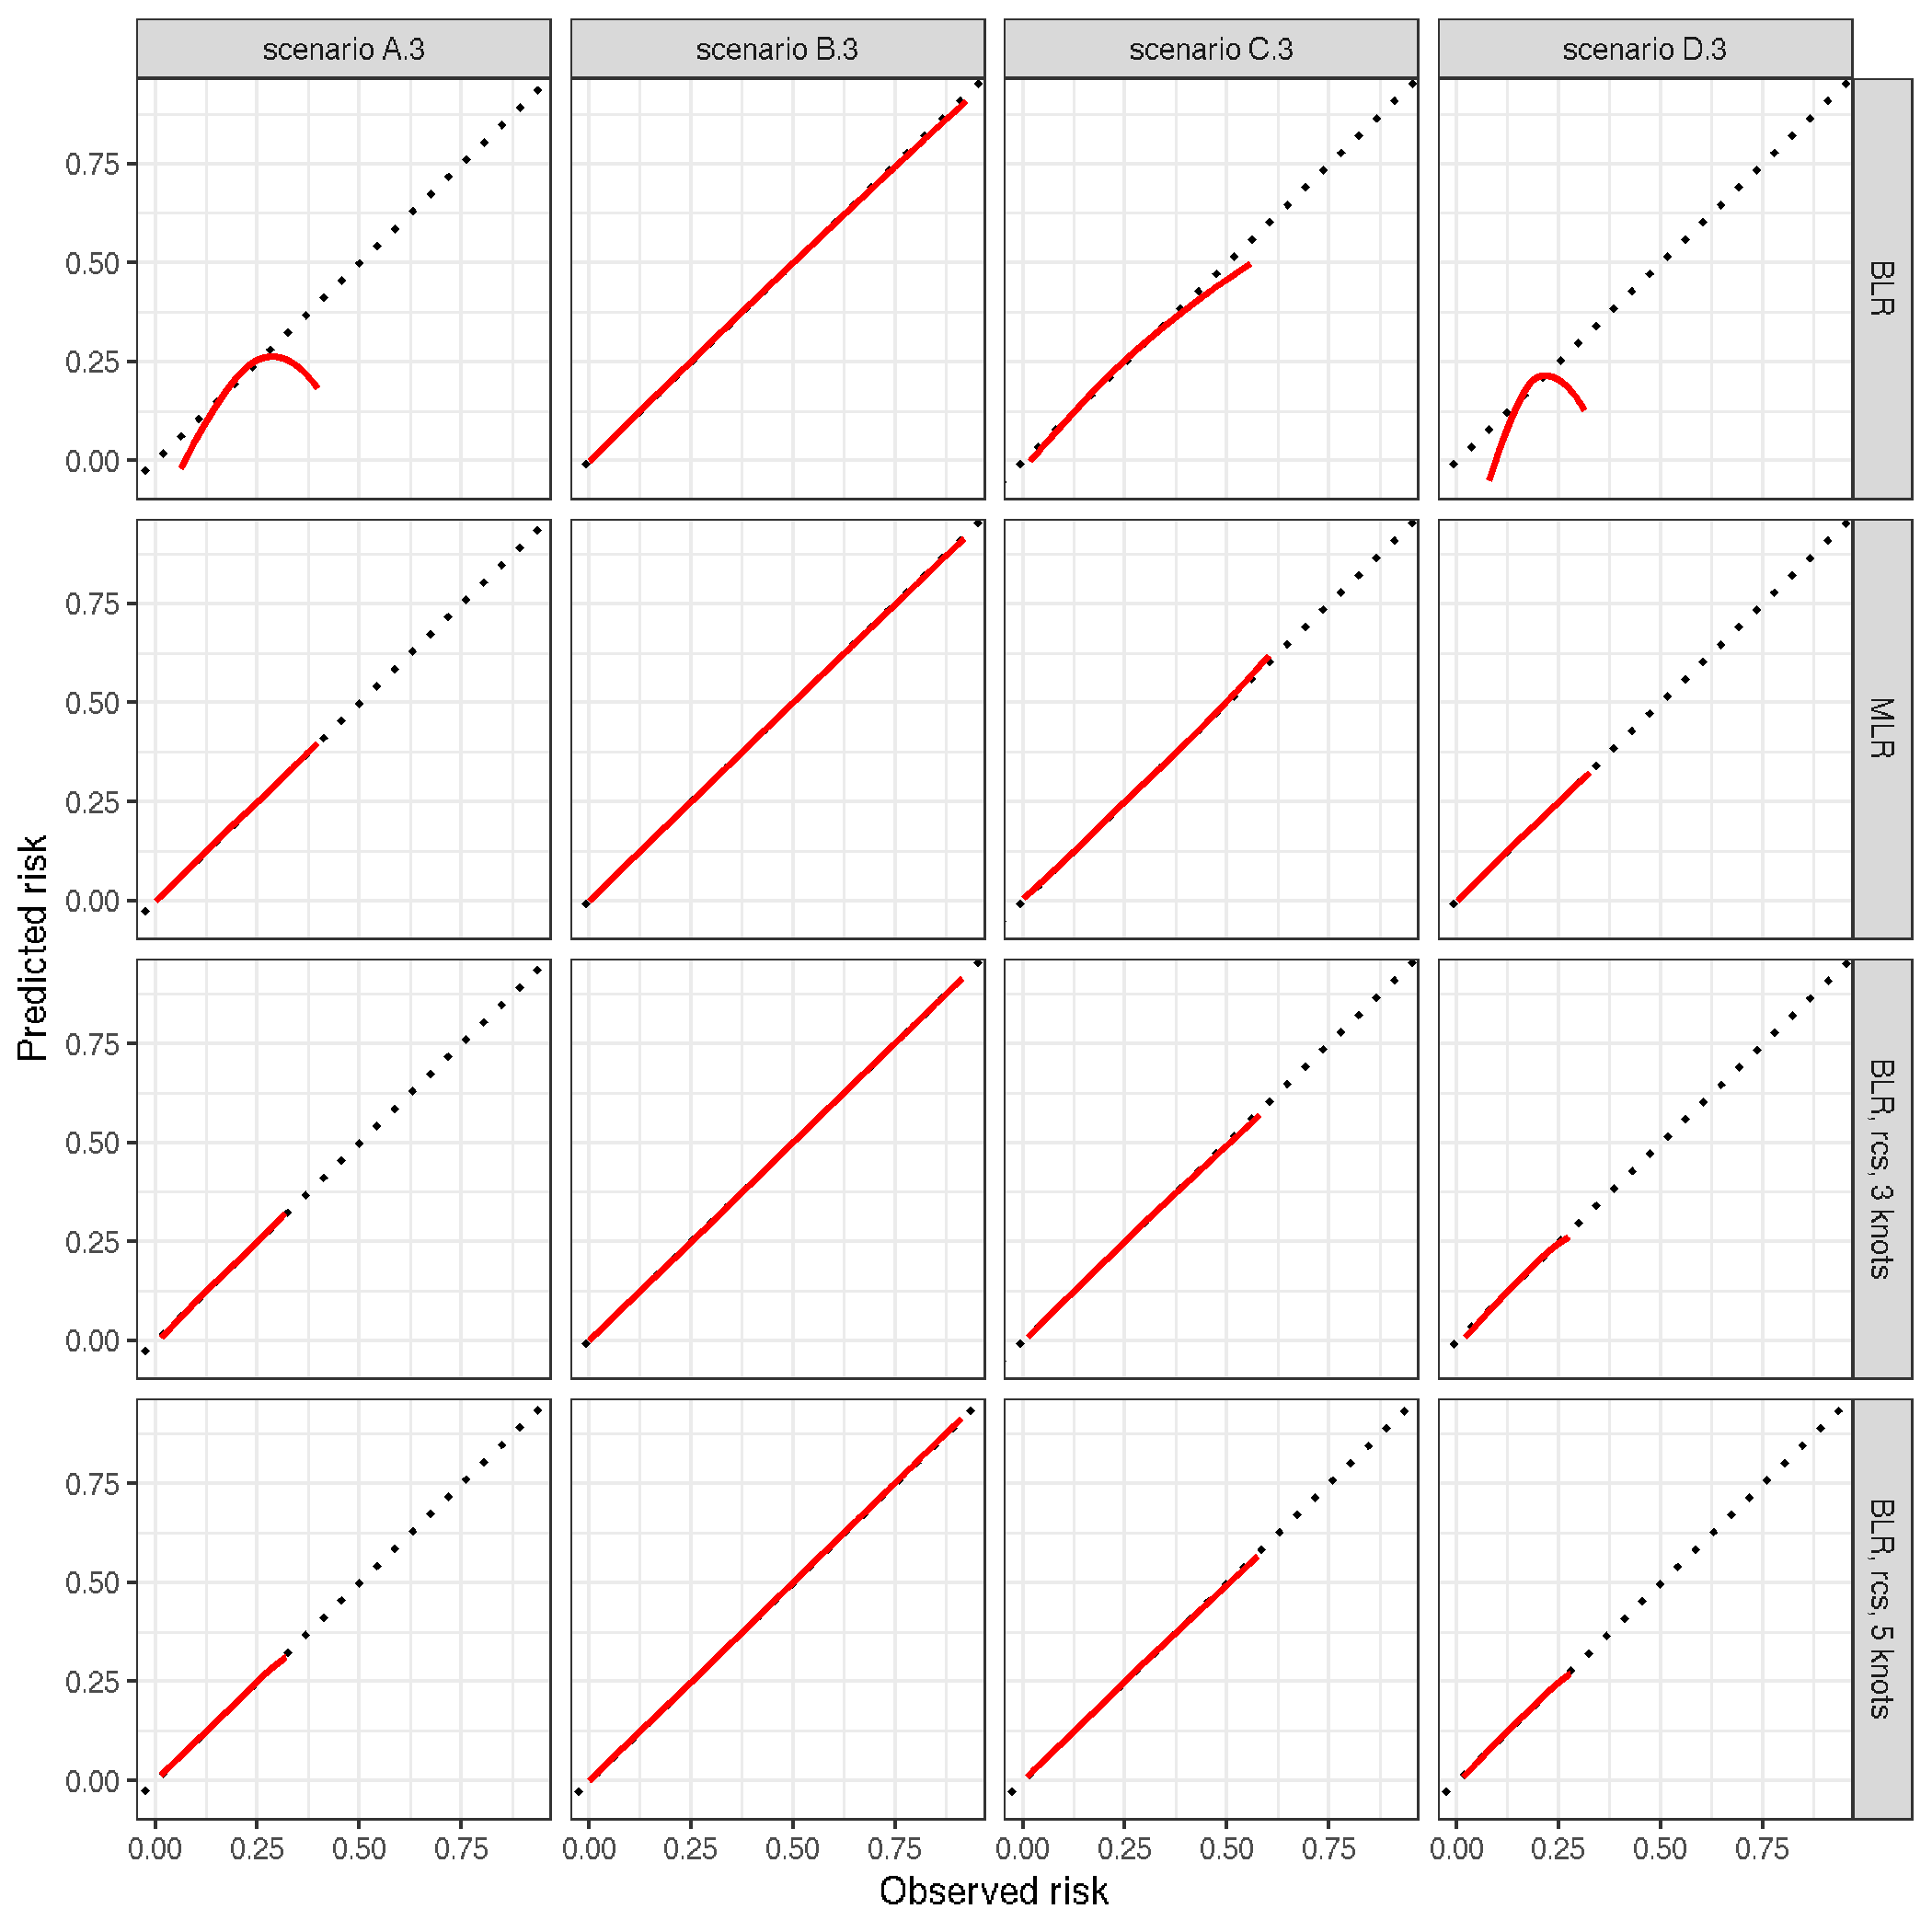 scenario A.3
scenario B.3
scenario C.3
scenario D.3
0.75
0.50
0.25
0.00
BLR
0.75
0.50
0.25
0.00
MLR
0.75
0.50
0.25
0.00
BLR, rcs, 3 knots
0.75
0.50
0.25
0.00
BLR, rcs, 5 knots
Predicted risk
0.00 0.25 0.50 0.75
0.00 0.25 0.50 0.75
0.00 0.25 0.50 0.75
0.00 0.25 0.50 0.75
Observed risk